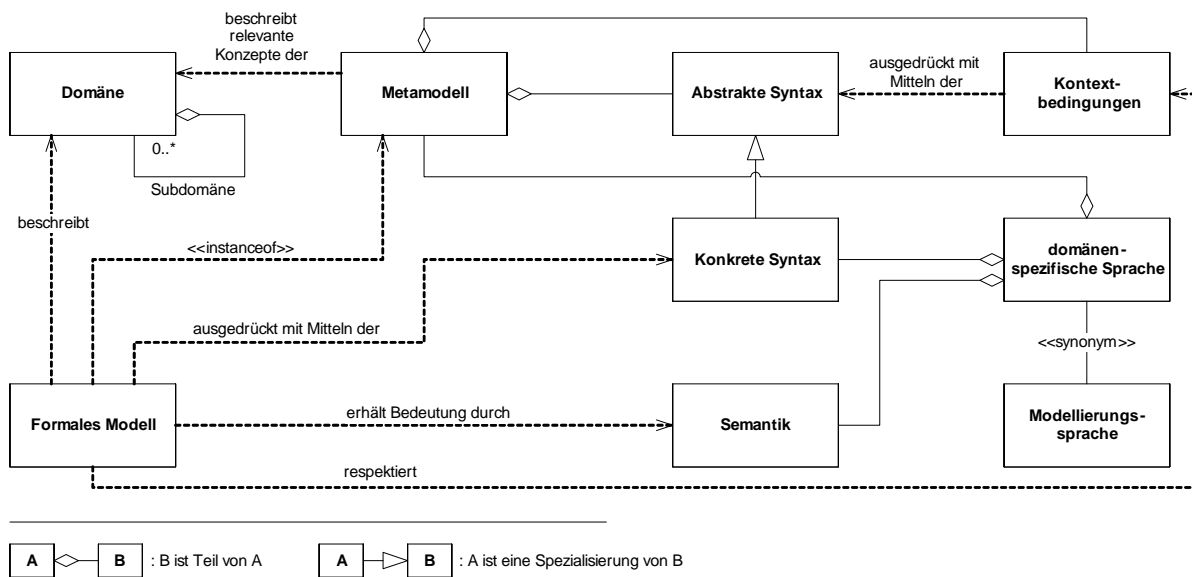 beschreibt
relevante
Konzepte der
Domäne
Metamodell
Abstrakte Syntax
ausgedrückt mit
Mitteln der
Kontext-
bedingungen
0..*
Subdomäne
beschreibt
<<instanceof>>
Konkrete Syntax
domänen-
spezifische Sprache
ausgedrückt mit Mitteln der
<<synonym>>
Formales Modell
erhält Bedeutung durch
Semantik
Modellierungs-
sprache
respektiert
A B : B ist Teil von A
A B : A ist eine Spezialisierung von B